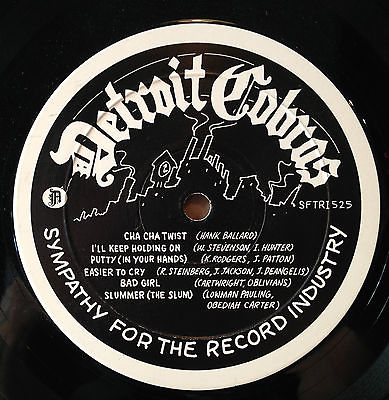 Detroit Cobras
SFTRI525
CHA CHA TWIST (HANK BALLARD)
I'LL KEEP HOLDING ON (W. STEVENSON, I. HUNTER)
PUTTY (IN YOUR HANDS) (K. RODGERS, J. PATTON)
EASIER TO CRY (R. STEINBERG, J. JACKSON, J. DEANGELIS)
BAD GIRL (CARTWRIGHT, OBLIVIANS)
SLUMMER (THE SLUM) (LOWMAN PAULING,
OBEDIAH CARTER)
SYMPATHY FOR THE RECORD INDUSTRY